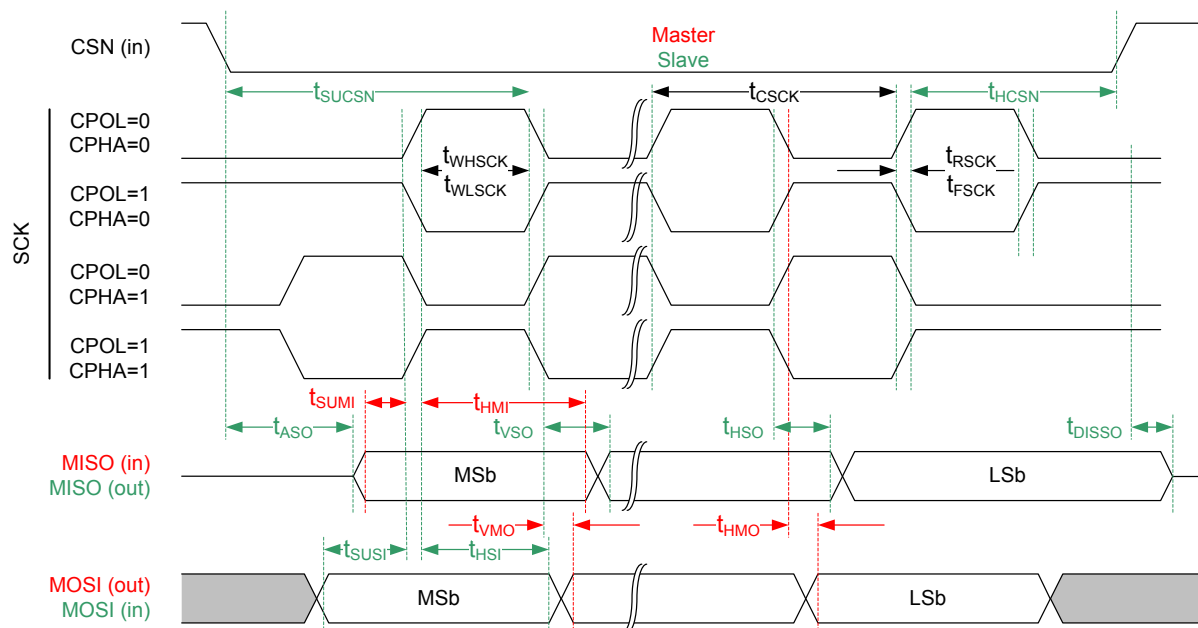 CSN (in)
Master
Slave
tSUCSN
tCSCK
tHCSN
SCK
CPOL=0
CPHA=0
tWHSCK
tWLSCK
tRSCK
tFSCK
CPOL=1
CPHA=0
CPOL=0
CPHA=1
CPOL=1
CPHA=1
tSUMI
tHMI
tASO
tVSO
tHSO
tDISSO
MISO (in)
MISO (out)
MSb
LSb
tVMO
tHMO
tSUSI
tHSI
MOSI (out)
MOSI (in)
MSb
LSb